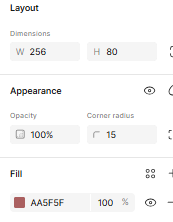 Layout
Dimensions
W 256 H 80
Appearance
Opacity Corner radius
100% 15
Fill
AA5F5F 100 %